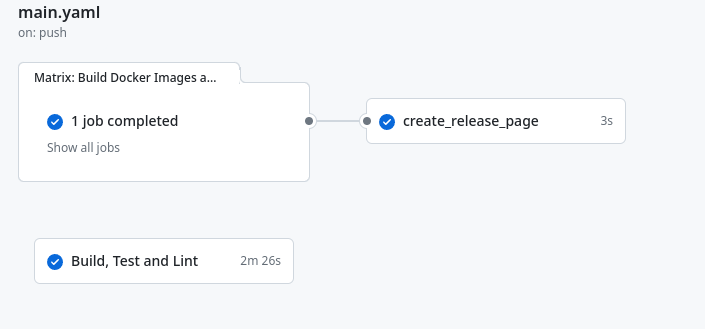 main.yaml
on: push
Matrix: Build Docker Images a...
1 job completed
Show all jobs
create_release_page 3s
Build, Test and Lint 2m 26s